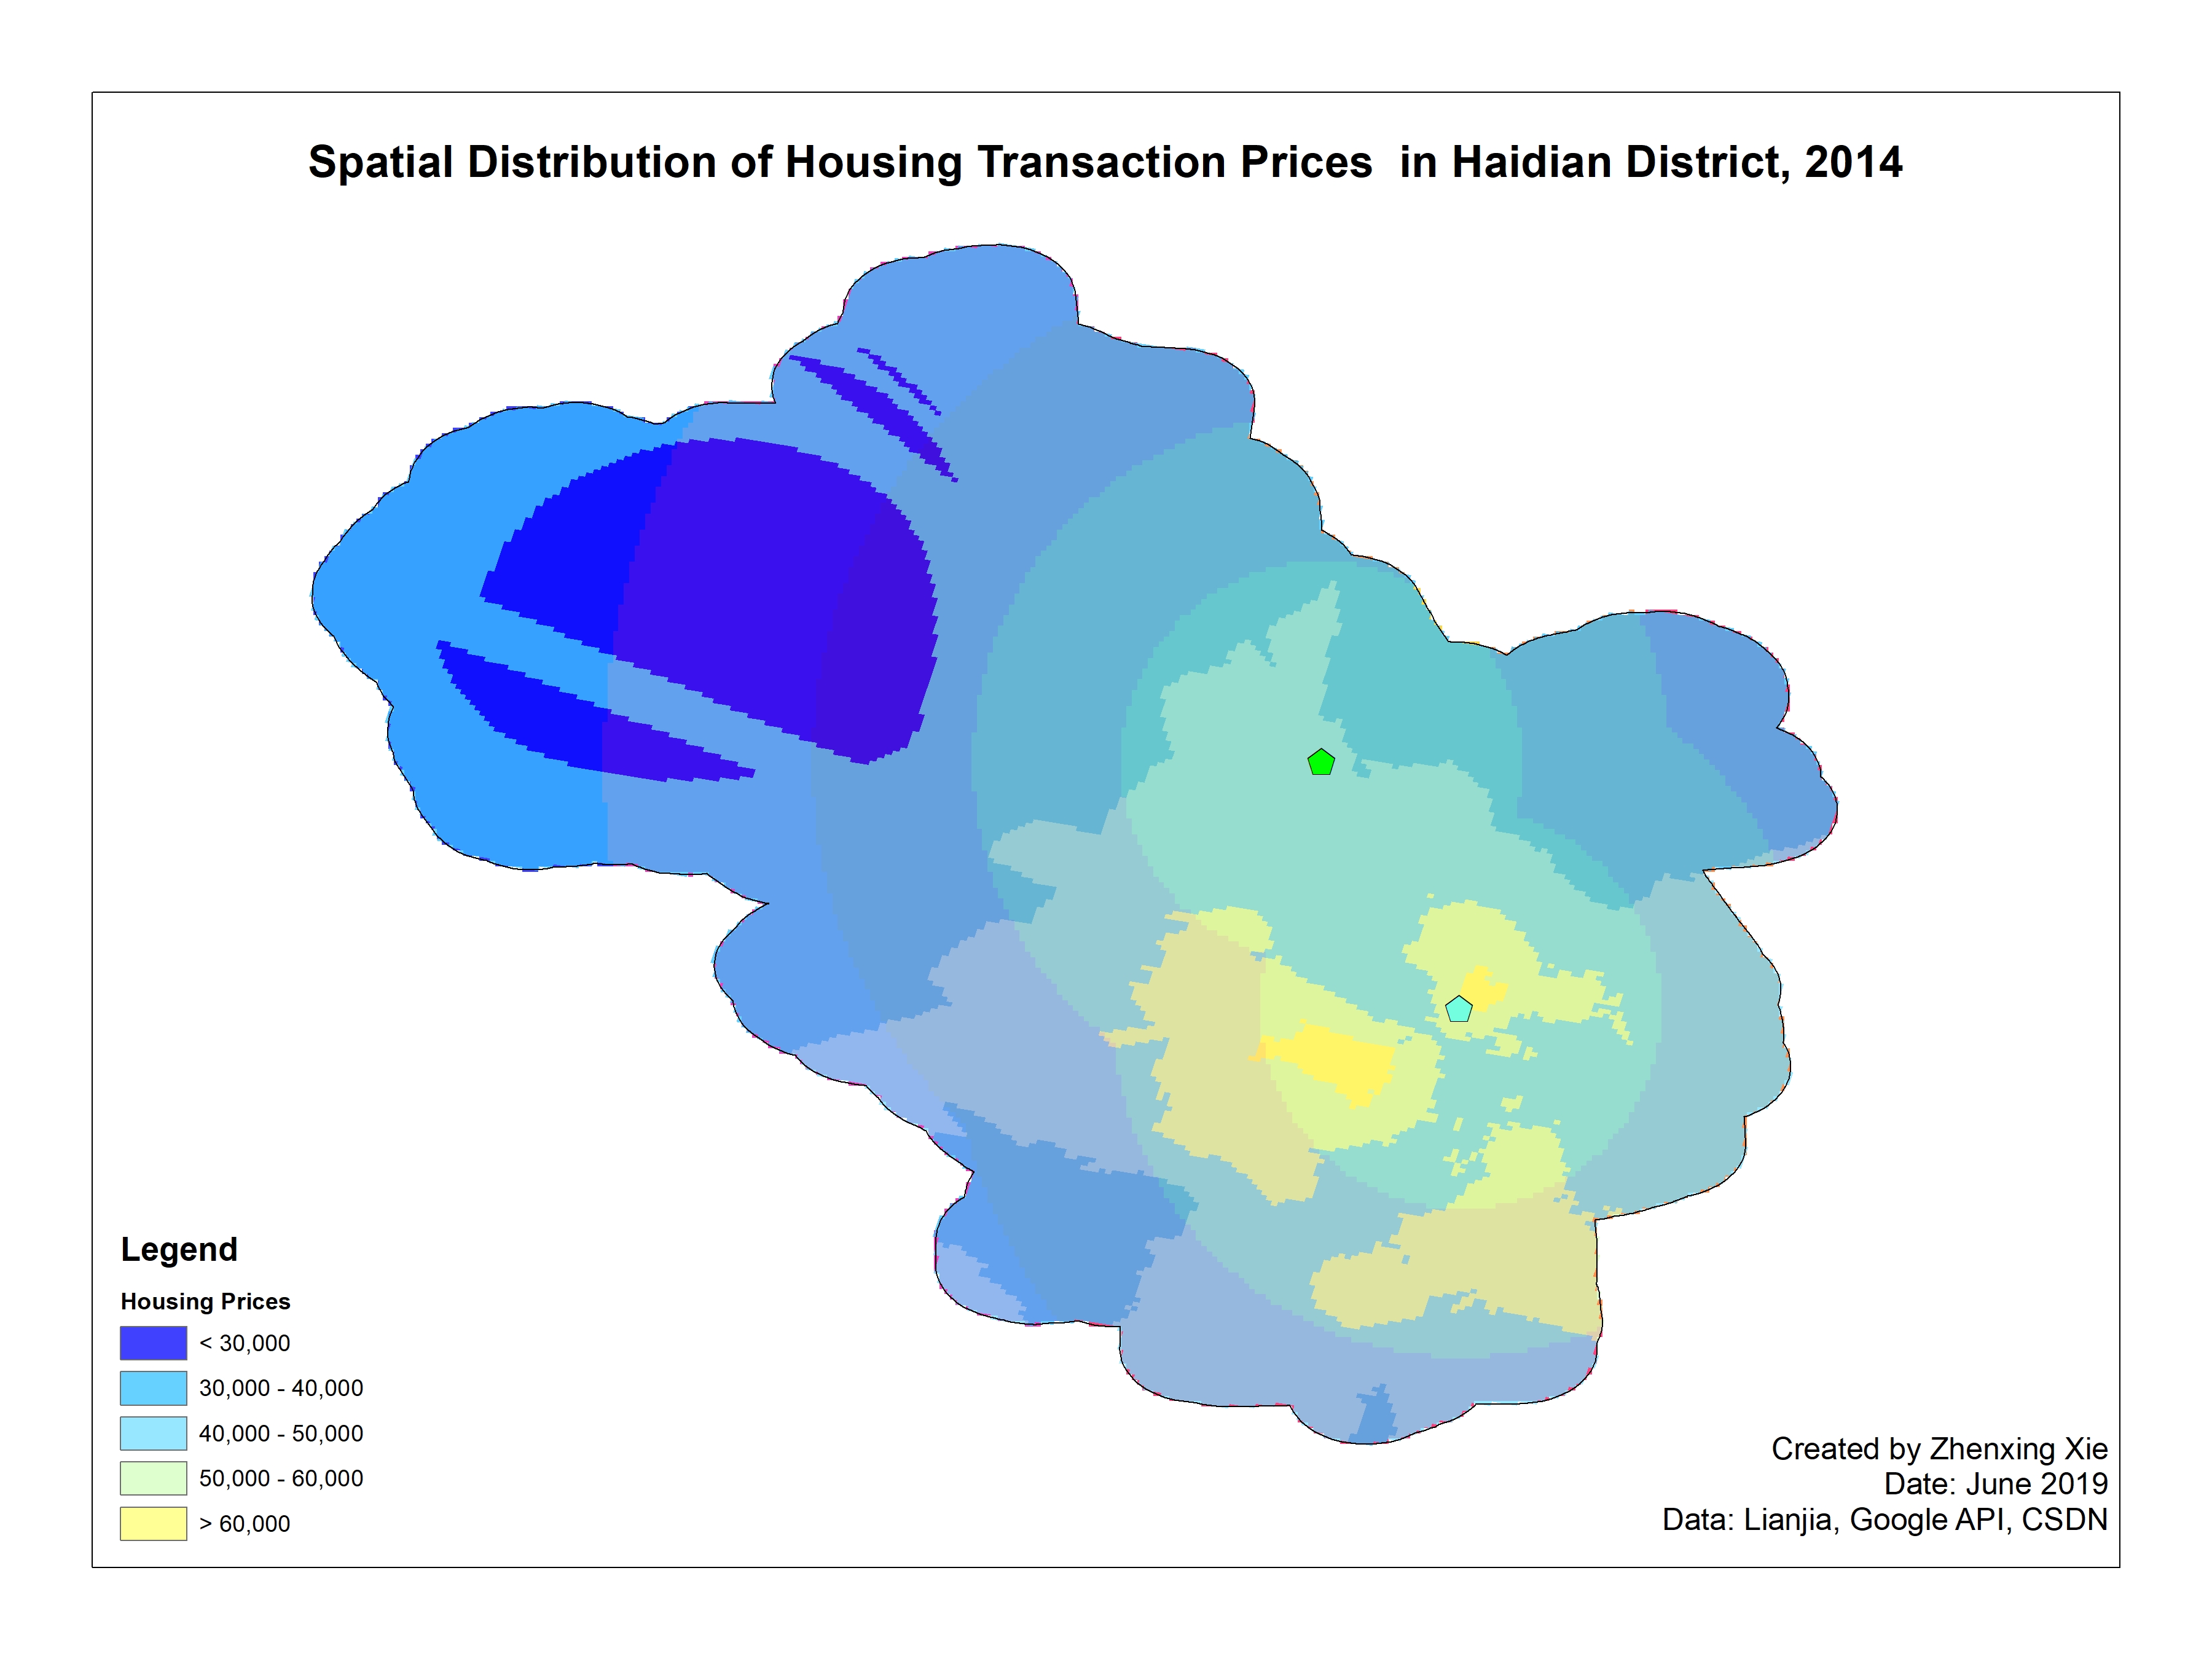 Spatial Distribution of Housing Transaction Prices  in Haidian District, 2014
Legend
Housing Prices
< 30,000
30,000 - 40,000
40,000 - 50,000
50,000 - 60,000
> 60,000
Created by Zhenxing Xie
Date: June 2019
Data: Lianjia, Google API, CSDN